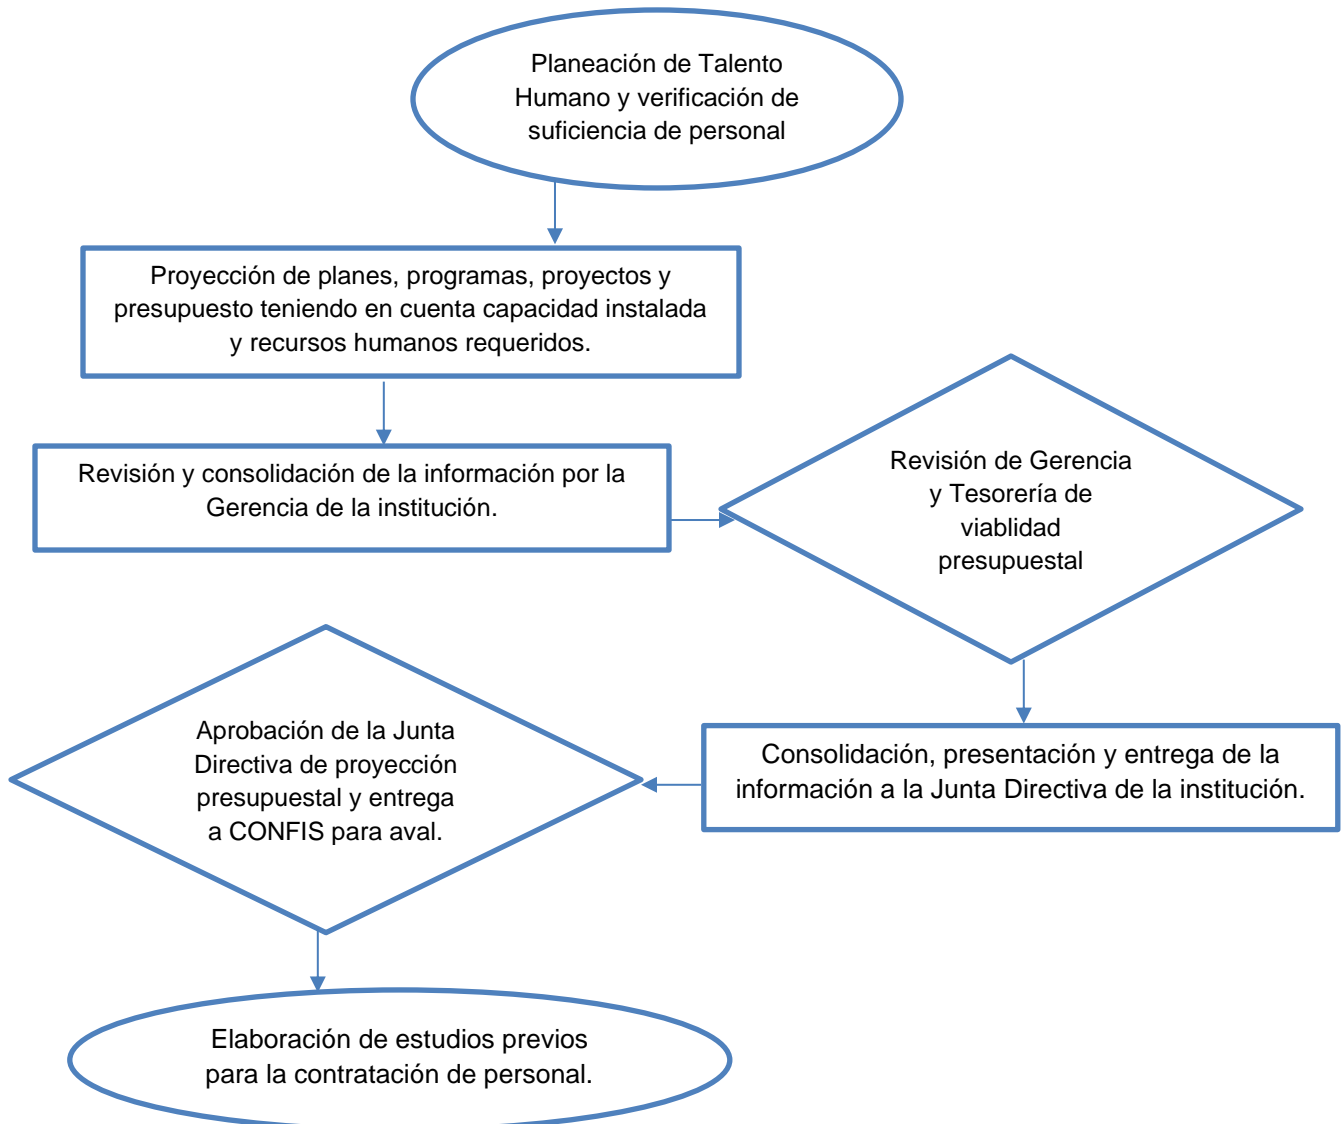 Planeación de Talento
Humano y verificación de
suficiencia de personal
Proyección de planes, programas, proyectos y
presupuesto teniendo en cuenta capacidad instalada
y recursos humanos requeridos.
Revisión y consolidación de la información por la
Gerencia de la institución.
Revisión de Gerencia
y Tesorería de
viablidad
presupuestal
Consolidación, presentación y entrega de la
información a la Junta Directiva de la institución.
Aprobación de la Junta
Directiva de proyección
presupuestal y entrega
a CONFIS para aval.
Elaboración de estudios previos
para la contratación de personal.